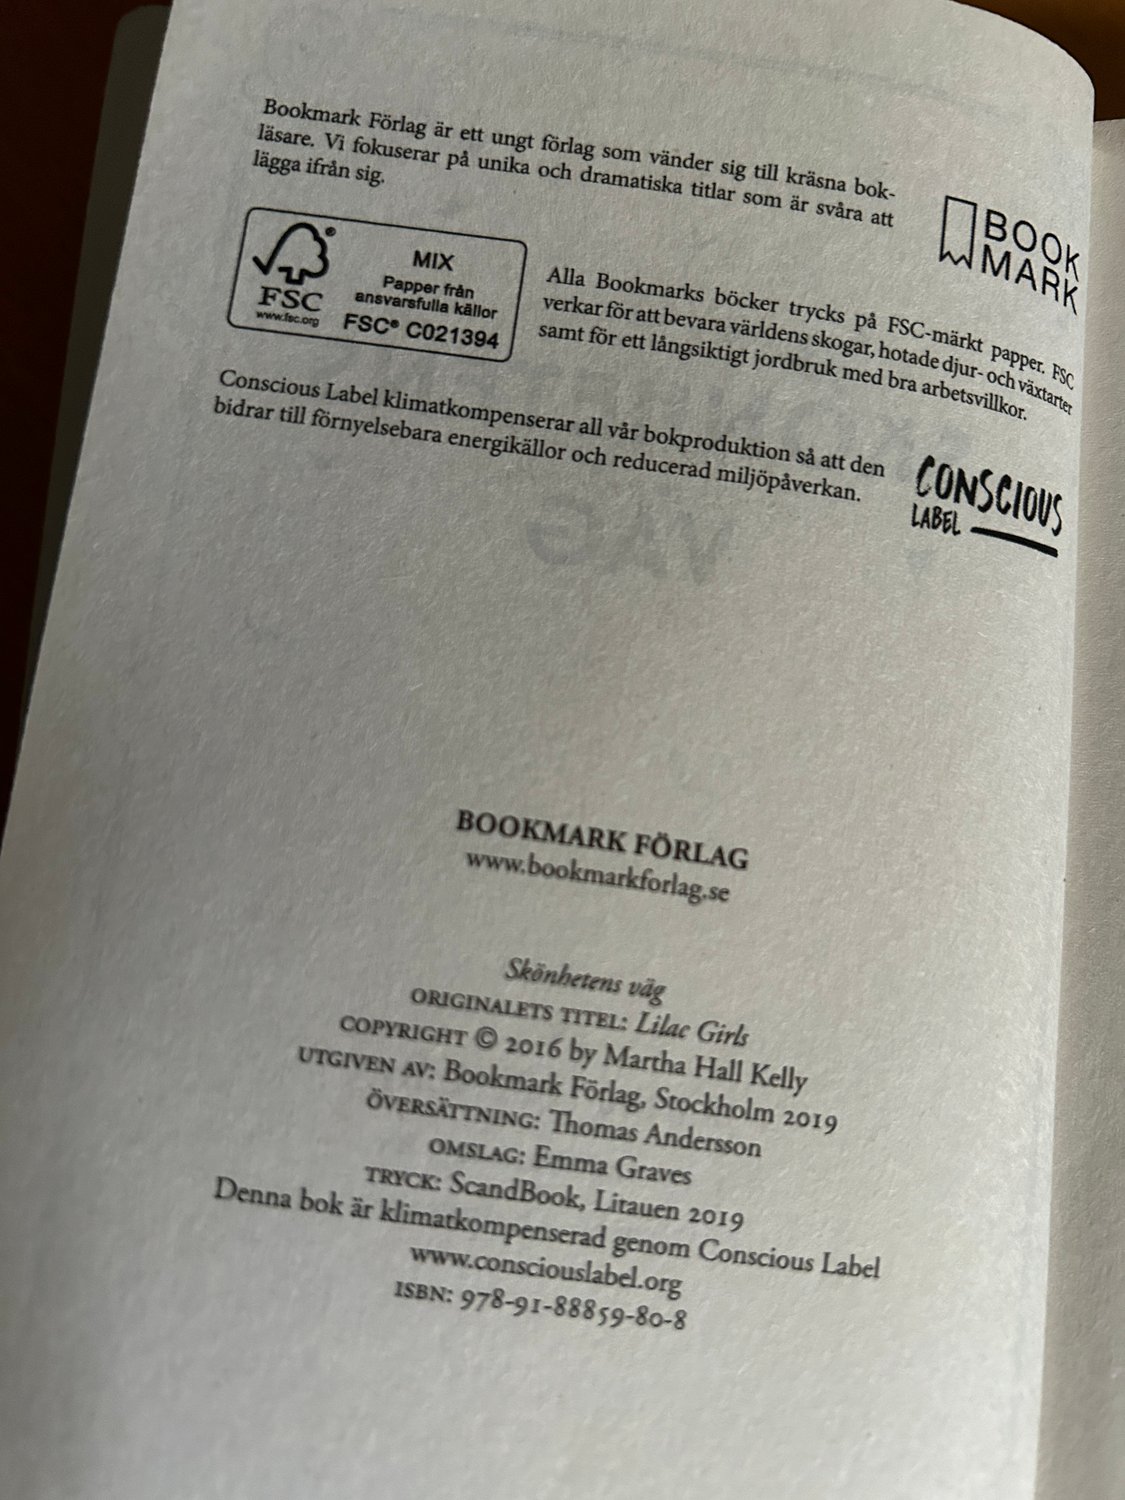 Bookmark Förlag är ett ungt förlag som vänder sig till kräsna bok-
läsare. Vi fokuserar på unika och dramatiska titlar som är svåra att
lägga ifrån sig.
BOOK
MARK
FSC®
www.fsc.org
MIX
Papper från
ansvarsfulla källor
FSC® C021394
Alla Bookmarks böcker trycks på FSC-märkt papper. FSC
verkar för att bevara världens skogar, hotade djur- och växtarter
samt för ett långsiktigt jordbruk med bra arbetsvillkor.
Conscious Label klimatkompenserar all vår bokproduktion så att den
bidrar till förnyelsebara energikällor och reducerad miljöpåverkan.
CONSCIOUS
LABEL
VÄG
BOOKMARK FÖRLAG
www.bookmarkforlag.se
Skönhetens väg
ORIGINALETS TITEL: Lilac Girls
COPYRIGHT © 2016 by Martha Hall Kelly
UTGIVEN AV: Bookmark Förlag, Stockholm 2019
ÖVERSÄTTNING: Thomas Andersson
OMSLAG: Emma Graves
TRYCK: ScandBook, Litauen 2019
Denna bok är klimatkompenserad genom Conscious Label
www.consciouslabel.org
ISBN: 978-91-88859-80-8